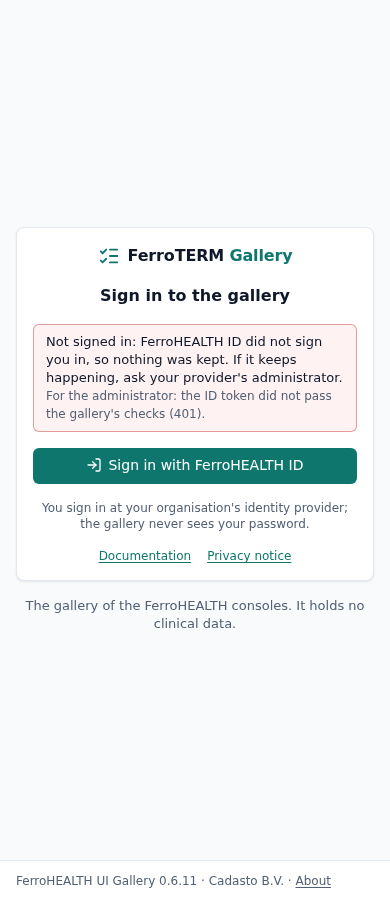 FerroTERM Gallery
Sign in to the gallery
Not signed in: FerroHEALTH ID did not sign
you in, so nothing was kept. If it keeps
happening, ask your provider's administrator.
For the administrator: the ID token did not pass
the gallery's checks (401).
Sign in with FerroHEALTH ID
You sign in at your organisation's identity provider;
the gallery never sees your password.
Documentation Privacy notice
The gallery of the FerroHEALTH consoles. It holds no
clinical data.
FerroHEALTH UI Gallery 0.6.11 · Cadasto B.V. · About